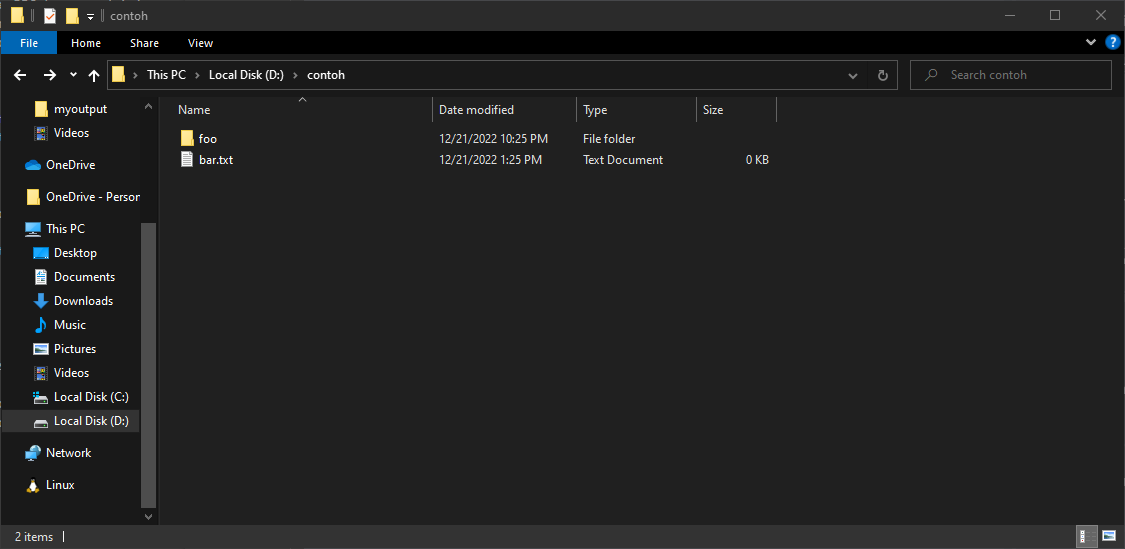 contoh
File Home Share View
This PC Local Disk (D:) contoh
Search contoh
Name Date modified Type Size
foo 12/21/2022 10:25 PM File folder
bar.txt 12/21/2022 1:25 PM Text Document 0 KB
myoutput
Videos
OneDrive
OneDrive - Person
This PC
Desktop
Documents
Downloads
Music
Pictures
Videos
Local Disk (C:)
Local Disk (D:)
Network
Linux
2 items